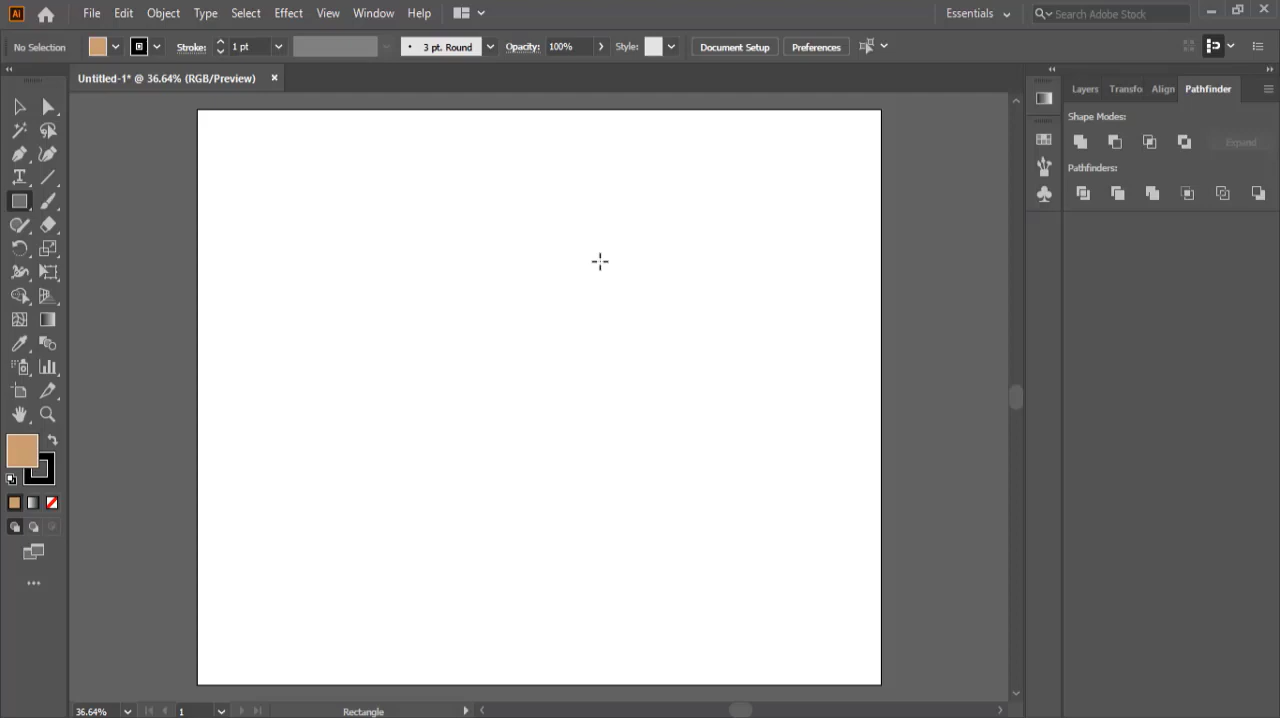 Ai File Edit Object Type Select Effect View Window Help Essentials Search Adobe Stock
No Selection Stroke: 1 pt 3 pt. Round Opacity: 100% Style: Document Setup Preferences
Untitled-1* @ 36.64% (RGB/Preview)
Layers Transfo Align Pathfinder
Shape Modes:
Expand
Pathfinders:
36.64% 1 Rectangle